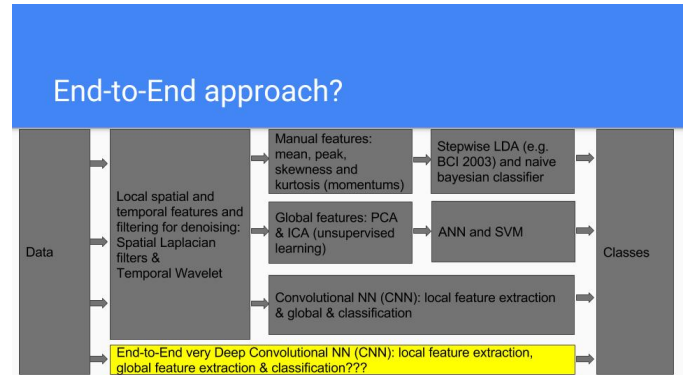 End-to-End approach?
Data
Local spatial and
temporal features and
filtering for denoising:
Spatial Laplacian
filters &
Temporal Wavelet
Manual features:
mean, peak,
skewness and
kurtosis (momentums)
Stepwise LDA (e.g.
BCI 2003) and naive
bayesian classifier
Global features: PCA
& ICA (unsupervised
learning)
ANN and SVM
Convolutional NN (CNN): local feature extraction
& global & classification
Classes
End-to-End very Deep Convolutional NN (CNN): local feature extraction,
global feature extraction & classification???